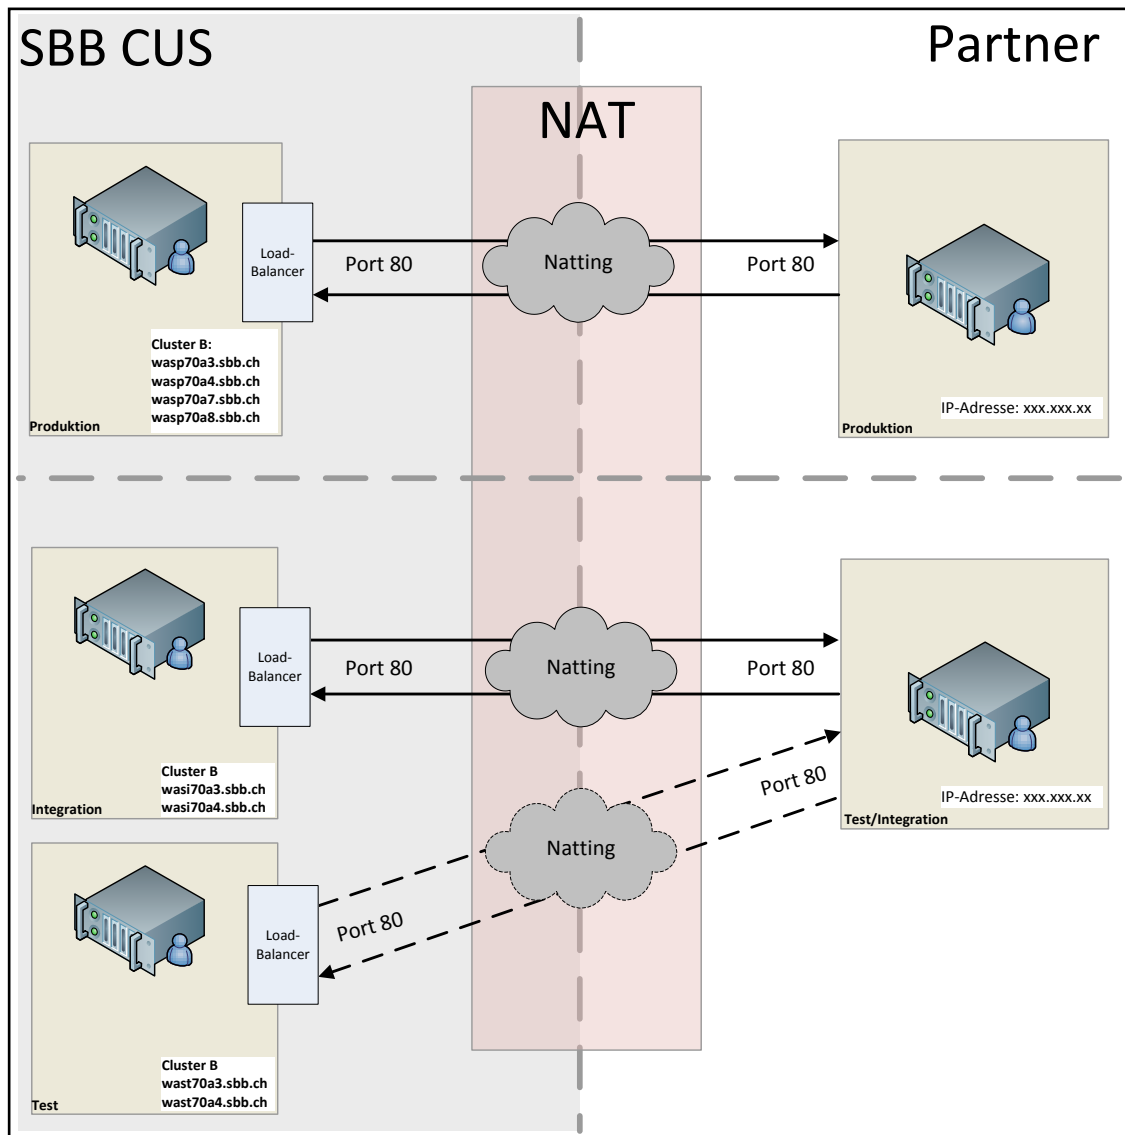 SBB CUS
Partner
NAT
Load-
Balancer
Port 80
Natting
Port 80
Cluster B:
wasp70a3.sbb.ch
wasp70a4.sbb.ch
wasp70a7.sbb.ch
wasp70a8.sbb.ch
Produktion
IP-Adresse: xxx.xxx.xx
Produktion
Load-
Balancer
Port 80
Natting
Port 80
Cluster B
wasi70a3.sbb.ch
wasi70a4.sbb.ch
Integration
Port 80
IP-Adresse: xxx.xxx.xx
Test/Integration
Natting
Load-
Balancer
Port 80
Cluster B
wast70a3.sbb.ch
wast70a4.sbb.ch
Test